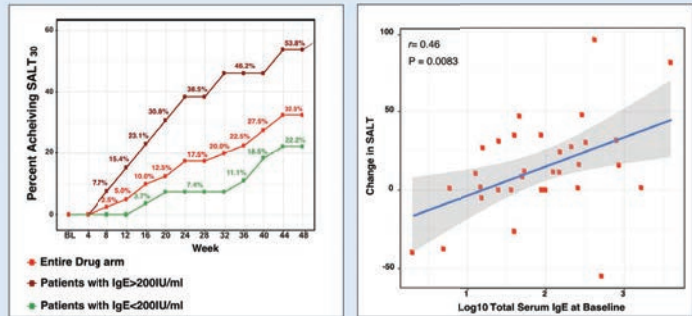 60
40
20
0
Percent Acheiving SALT30
53.8%
46.2%
38.5%
30.8%
23.1%
15.4%
7.7%
32.5%
27.5%
22.5%
20.0%
17.5%
12.5%
10.0%
5.0%
2.5%
22.2%
18.5%
11.1%
7.4%
3.7%
BL 4 8 12 16 20 24 28 32 36 40 44 48
Week
Entire Drug arm
Patients with IgE>200IU/ml
Patients with IgE<200IU/ml
r= 0.46
P = 0.0083
100
50
0
-50
Change in SALT
1 2 3
Log10 Total Serum IgE at Baseline